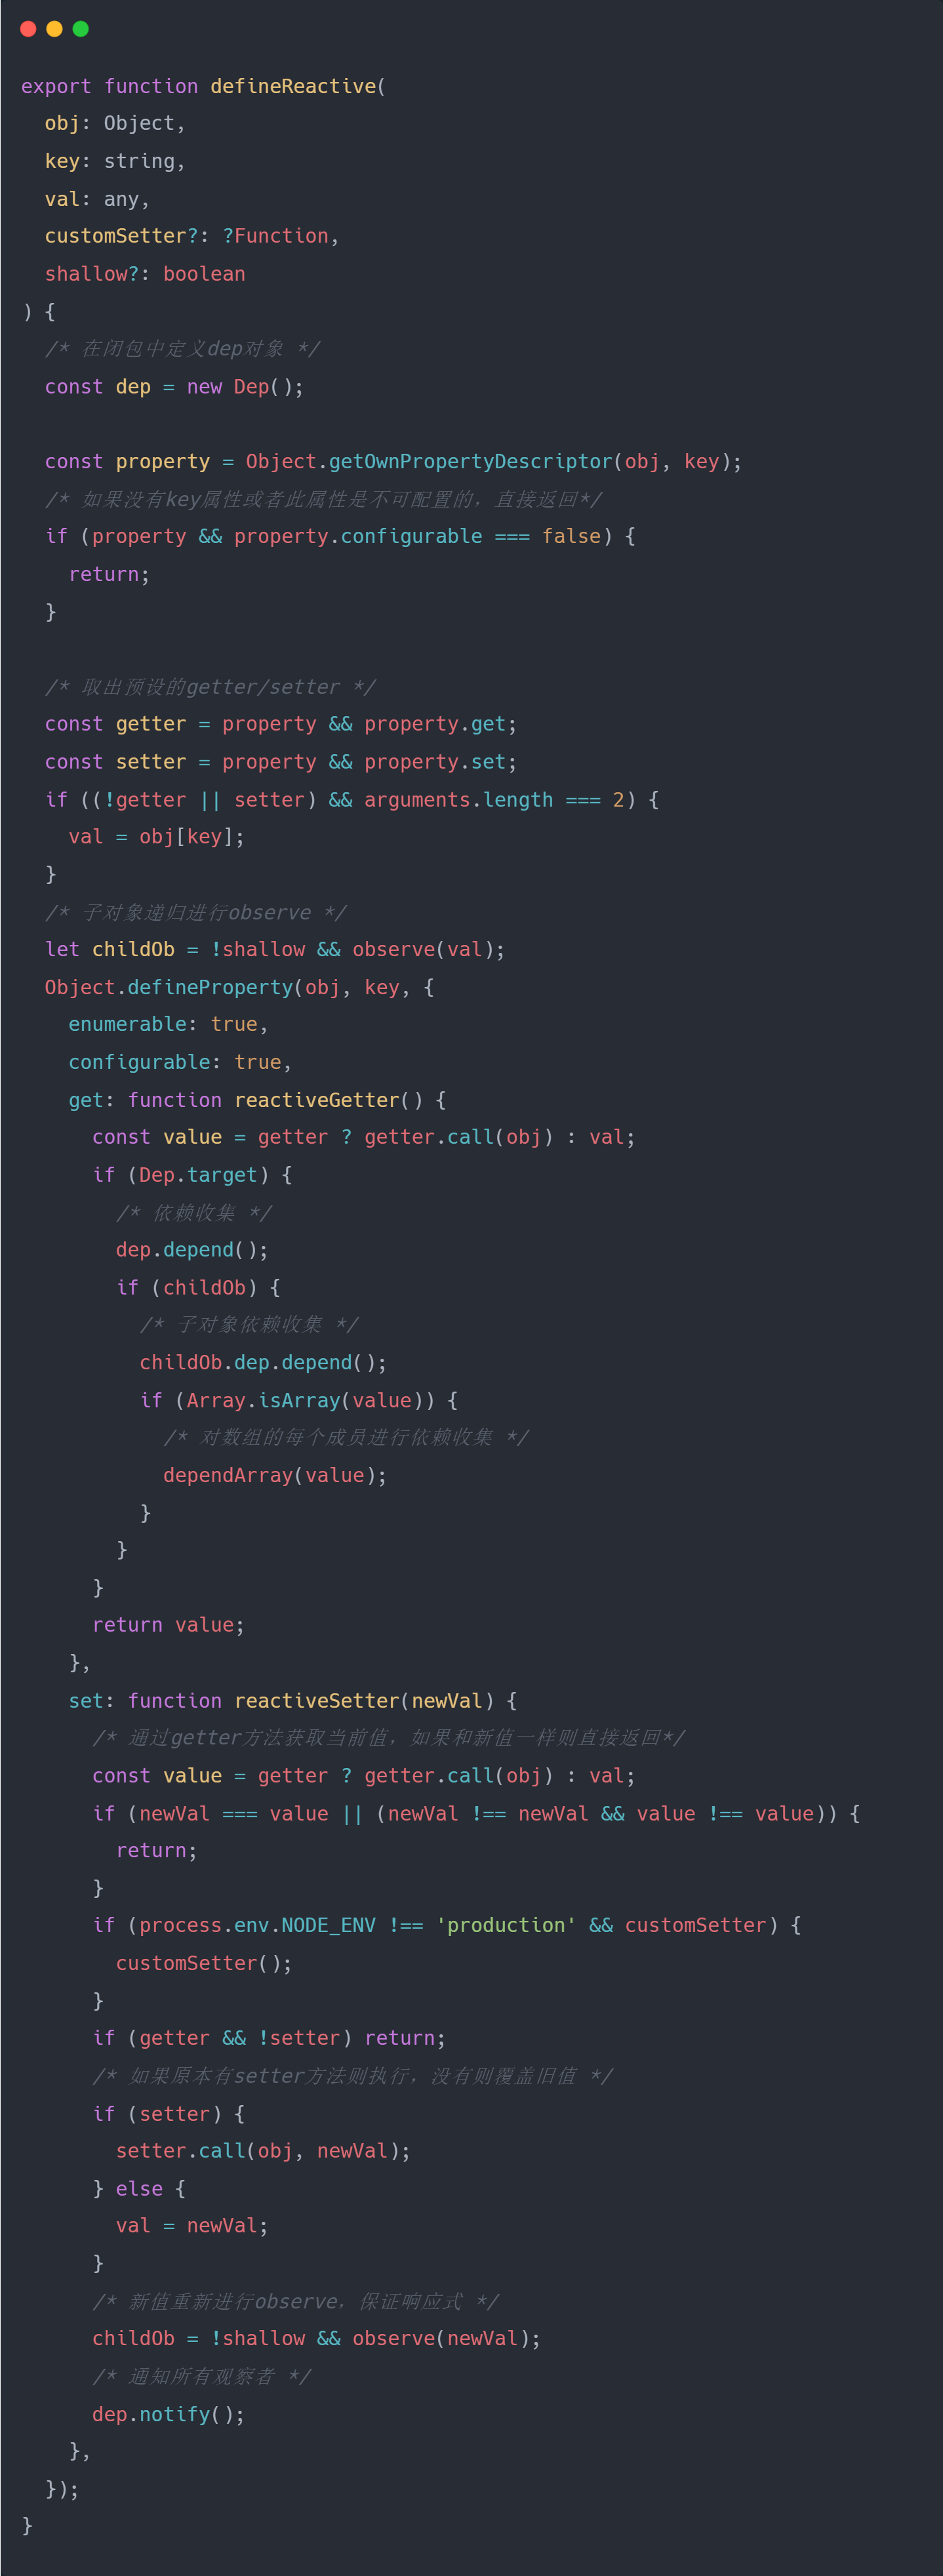 export function defineReactive(
  obj: Object,
  key: string,
  val: any,
  customSetter?: ?Function,
  shallow?: boolean
) {
  /* 在闭包中定义dep对象 */
  const dep = new Dep();

  const property = Object.getOwnPropertyDescriptor(obj, key);
  /* 如果没有key属性或者此属性是不可配置的，直接返回*/
  if (property && property.configurable === false) {
    return;
  }

  /* 取出预设的getter/setter */
  const getter = property && property.get;
  const setter = property && property.set;
  if ((!getter || setter) && arguments.length === 2) {
    val = obj[key];
  }
  /* 子对象递归进行observe */
  let childOb = !shallow && observe(val);
  Object.defineProperty(obj, key, {
    enumerable: true,
    configurable: true,
    get: function reactiveGetter() {
      const value = getter ? getter.call(obj) : val;
      if (Dep.target) {
        /* 依赖收集 */
        dep.depend();
        if (childOb) {
          /* 子对象依赖收集 */
          childOb.dep.depend();
          if (Array.isArray(value)) {
            /* 对数组的每个成员进行依赖收集 */
            dependArray(value);
          }
        }
      }
      return value;
    },
    set: function reactiveSetter(newVal) {
      /* 通过getter方法获取当前值，如果和新值一样则直接返回*/
      const value = getter ? getter.call(obj) : val;
      if (newVal === value || (newVal !== newVal && value !== value)) {
        return;
      }
      if (process.env.NODE_ENV !== 'production' && customSetter) {
        customSetter();
      }
      if (getter && !setter) return;
      /* 如果原本有setter方法则执行，没有则覆盖旧值 */
      if (setter) {
        setter.call(obj, newVal);
      } else {
        val = newVal;
      }
      /* 新值重新进行observe，保证响应式 */
      childOb = !shallow && observe(newVal);
      /* 通知所有观察者 */
      dep.notify();
    },
  });
}